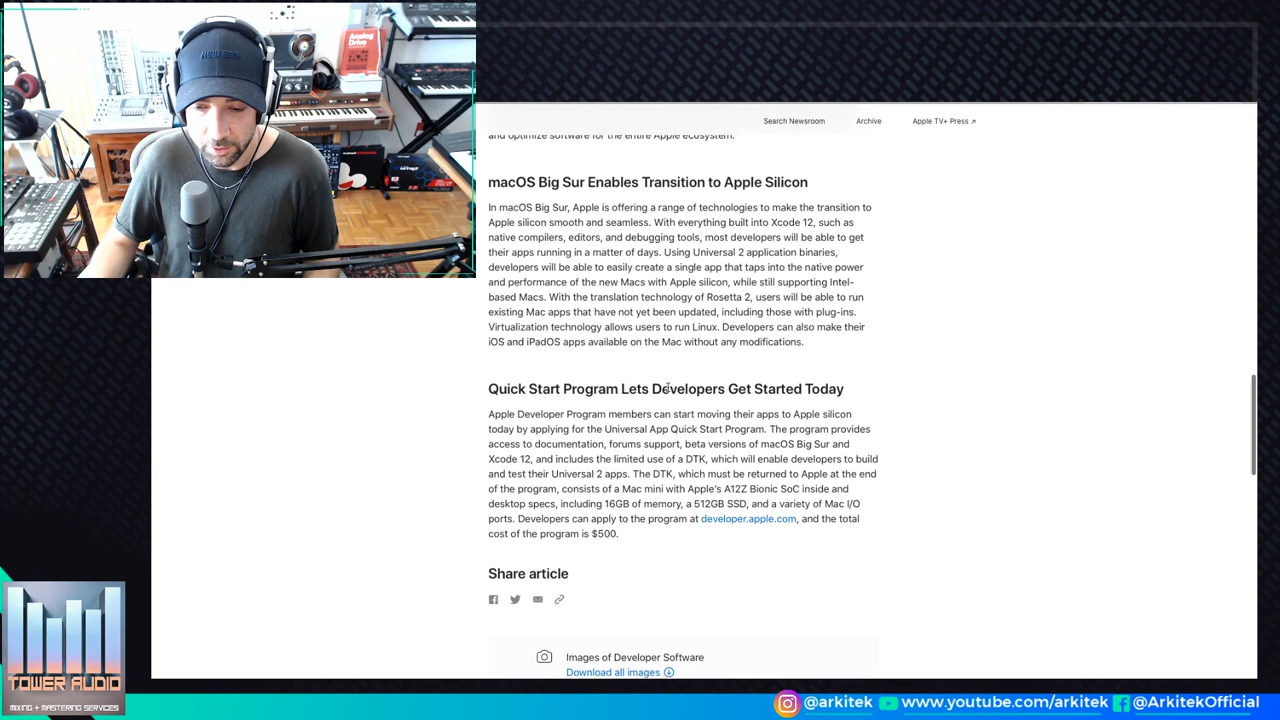 NEW ERA
Analog
Drive
Search Newsroom
Archive
Apple TV+ Press ↗
and optimize software for the entire Apple ecosystem.
macOS Big Sur Enables Transition to Apple Silicon
In macOS Big Sur, Apple is offering a range of technologies to make the transition to
Apple silicon smooth and seamless. With everything built into Xcode 12, such as
native compilers, editors, and debugging tools, most developers will be able to get
their apps running in a matter of days. Using Universal 2 application binaries,
developers will be able to easily create a single app that taps into the native power
and performance of the new Macs with Apple silicon, while still supporting Intel-
based Macs. With the translation technology of Rosetta 2, users will be able to run
existing Mac apps that have not yet been updated, including those with plug-ins.
Virtualization technology allows users to run Linux. Developers can also make their
iOS and iPadOS apps available on the Mac without any modifications.
Quick Start Program Lets Developers Get Started Today
Apple Developer Program members can start moving their apps to Apple silicon
today by applying for the Universal App Quick Start Program. The program provides
access to documentation, forums support, beta versions of macOS Big Sur and
Xcode 12, and includes the limited use of a DTK, which will enable developers to build
and test their Universal 2 apps. The DTK, which must be returned to Apple at the end
of the program, consists of a Mac mini with Apple's A12Z Bionic SoC inside and
desktop specs, including 16GB of memory, a 512GB SSD, and a variety of Mac I/O
ports. Developers can apply to the program at developer.apple.com, and the total
cost of the program is $500.
Share article
Images of Developer Software
Download all images
TOWER AUDIO
MIXING + MASTERING SERVICES
@arkitek
www.youtube.com/arkitek
@ArkitekOfficial